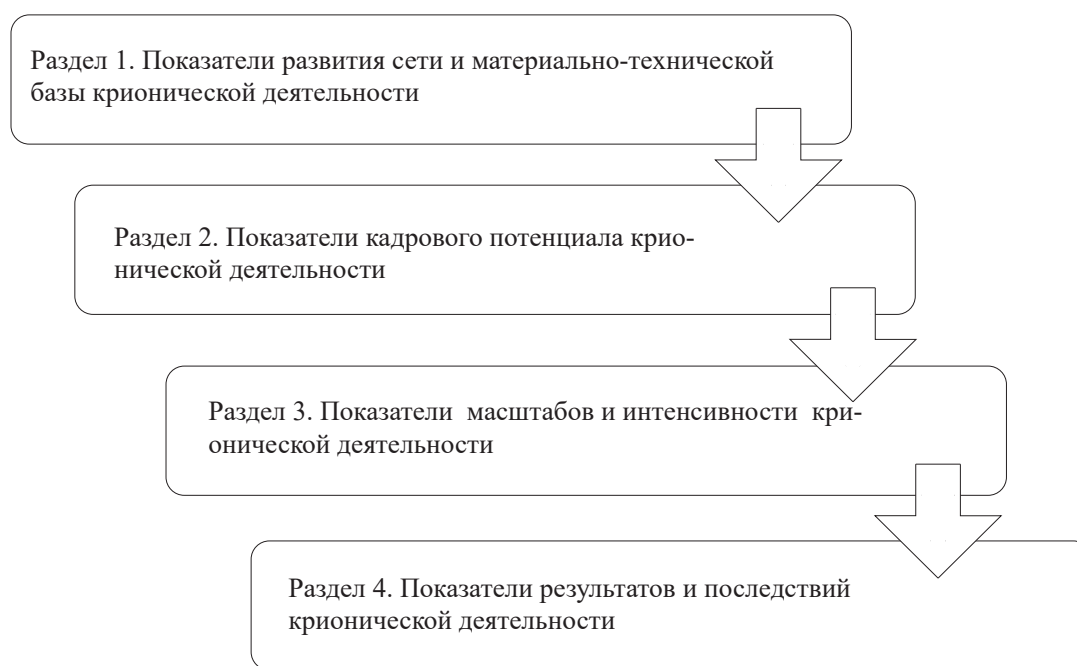 Раздел 1. Показатели развития сети и материально-технической
базы крионической деятельности
Раздел 2. Показатели кадрового потенциала крио-
нической деятельности
Раздел 3. Показатели масштабов и интенсивности кри-
онической деятельности
Раздел 4. Показатели результатов и последствий
крионической деятельности